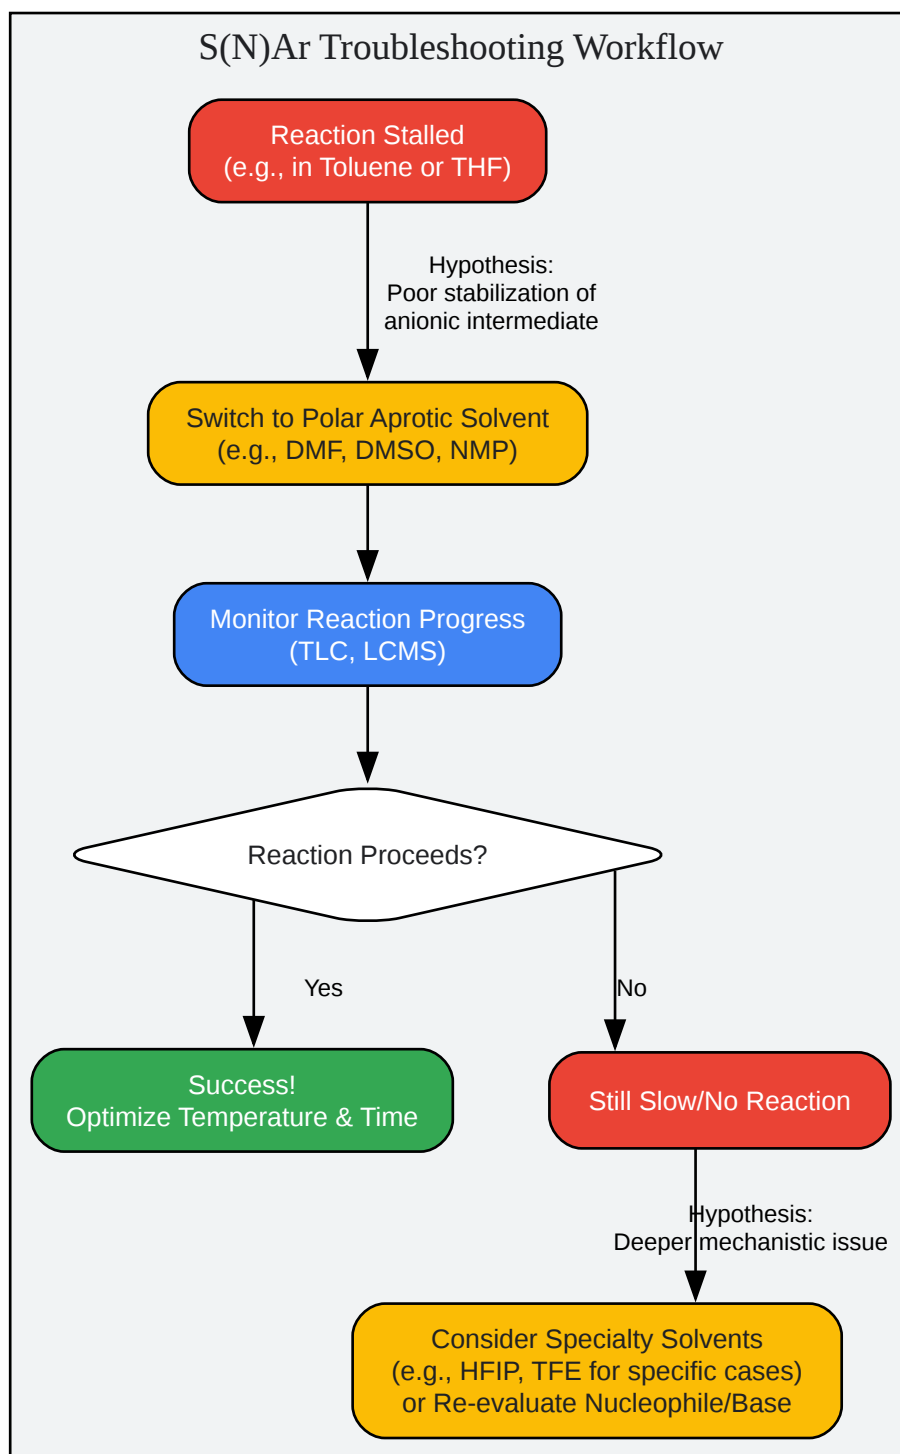 S(N)Ar Troubleshooting Workflow
Reaction Stalled
(e.g., in Toluene or THF)
Hypothesis:
Poor stabilization of
anionic intermediate
Switch to Polar Aprotic Solvent
(e.g., DMF, DMSO, NMP)
Monitor Reaction Progress
(TLC, LCMS)
Reaction Proceeds?
Yes
No
Success!
Optimize Temperature & Time
Still Slow/No Reaction
Hypothesis:
Deeper mechanistic issue
Consider Specialty Solvents
(e.g., HFIP, TFE for specific cases)
or Re-evaluate Nucleophile/Base